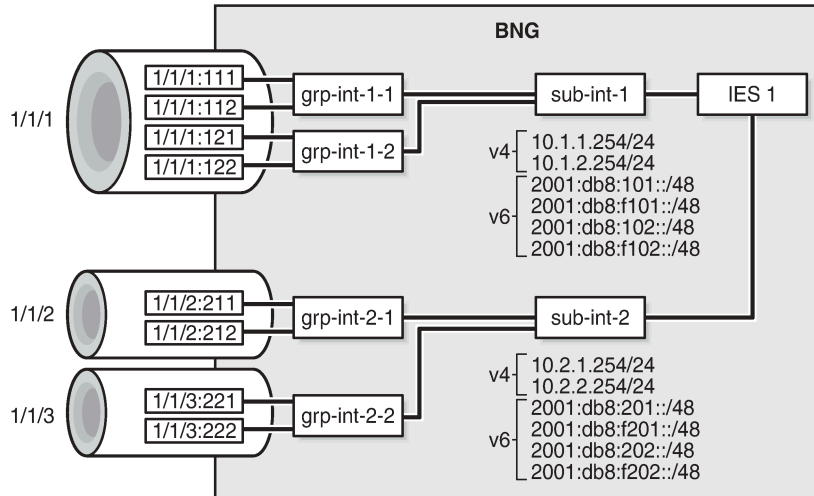 BNG
1/1/1
1/1/1:111
1/1/1:112
1/1/1:121
1/1/1:122
grp-int-1-1
grp-int-1-2
sub-int-1
IES 1
v4
10.1.1.254/24
10.1.2.254/24
v6
2001:db8:101::/48
2001:db8:f101::/48
2001:db8:102::/48
2001:db8:f102::/48
1/1/2
1/1/2:211
1/1/2:212
grp-int-2-1
sub-int-2
1/1/3
1/1/3:221
1/1/3:222
grp-int-2-2
v4
10.2.1.254/24
10.2.2.254/24
v6
2001:db8:201::/48
2001:db8:f201::/48
2001:db8:202::/48
2001:db8:f202::/48